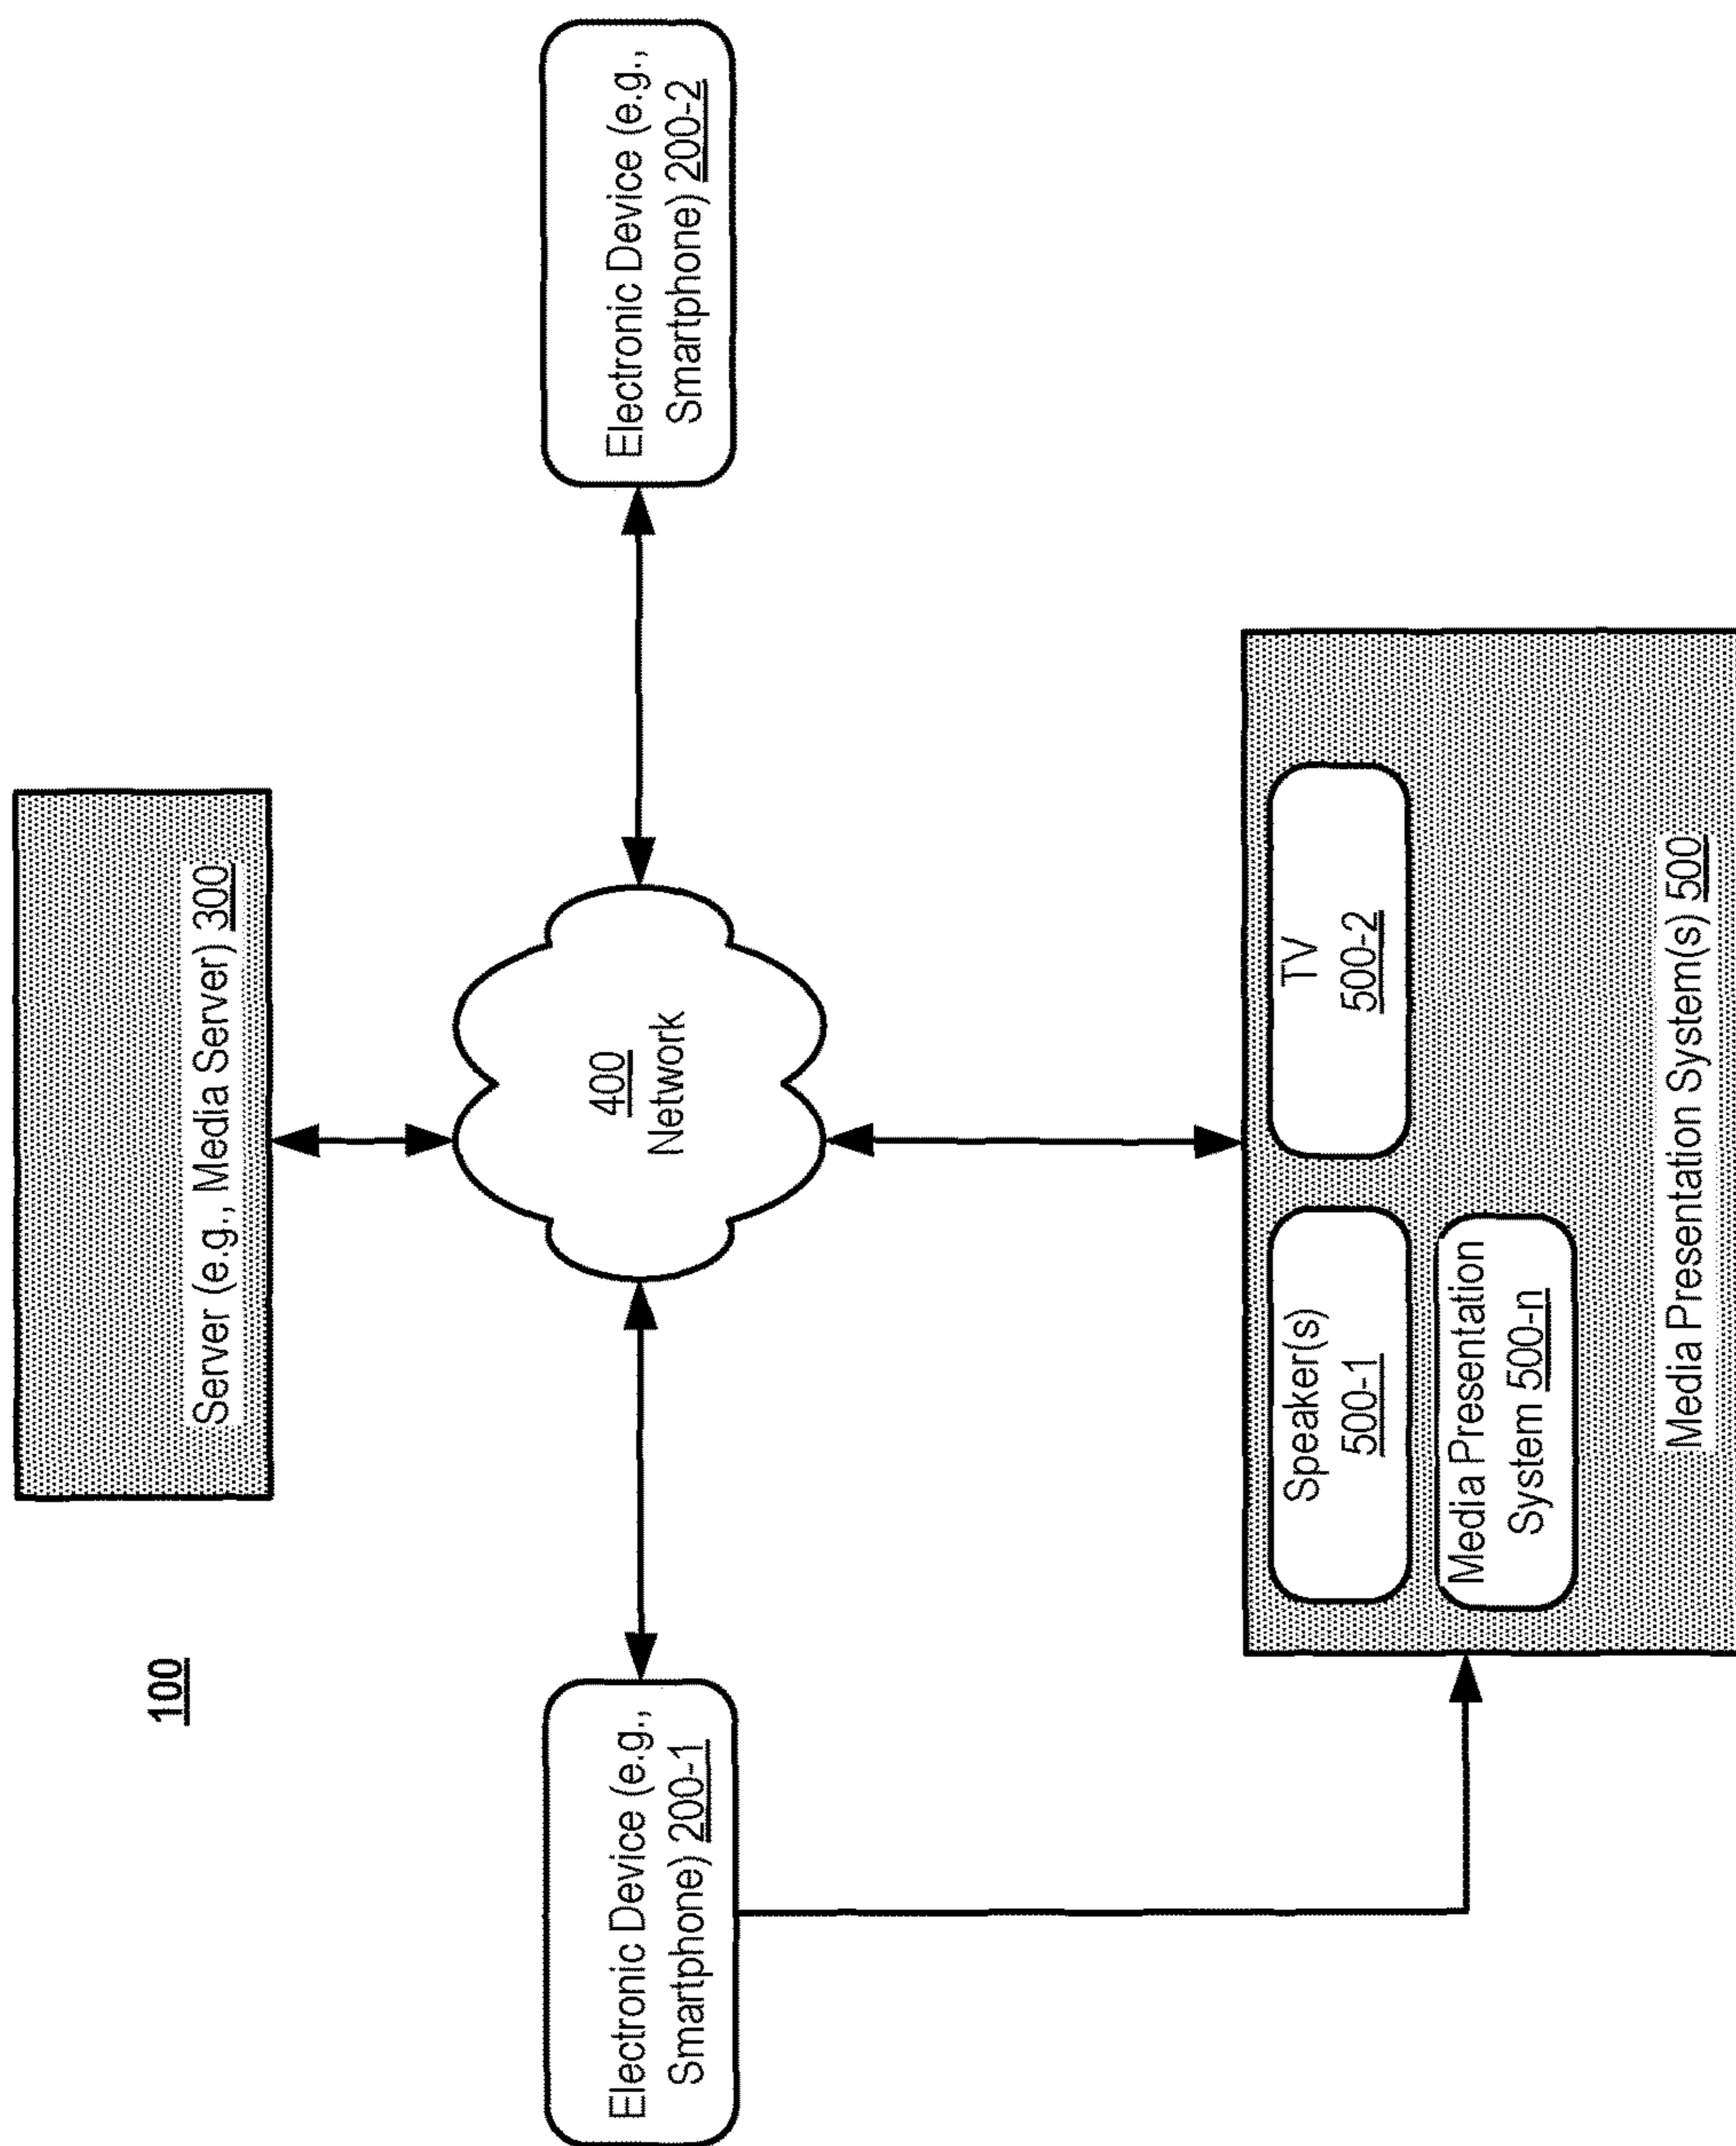 100
Server (e.g., Media Server) 300
Electronic Device (e.g.,
Smartphone) 200-1
400
Network
Electronic Device (e.g.,
Smartphone) 200-2
Speaker(s)
500-1
TV
500-2
Media Presentation
System 500-n
Media Presentation System(s) 500